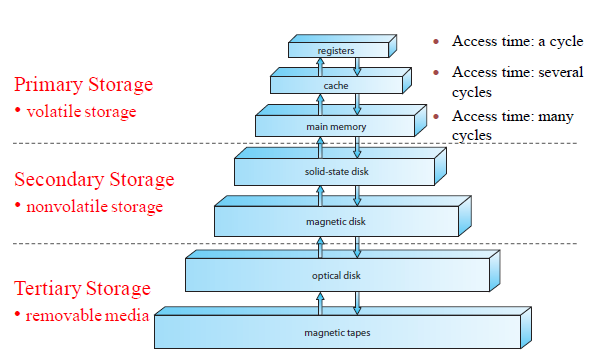 registers
• Access time: a cycle
cache
• Access time: several
cycles
Primary Storage
• volatile storage
main memory
• Access time: many
cycles
solid-state disk
Secondary Storage
• nonvolatile storage
magnetic disk
optical disk
Tertiary Storage
• removable media
magnetic tapes